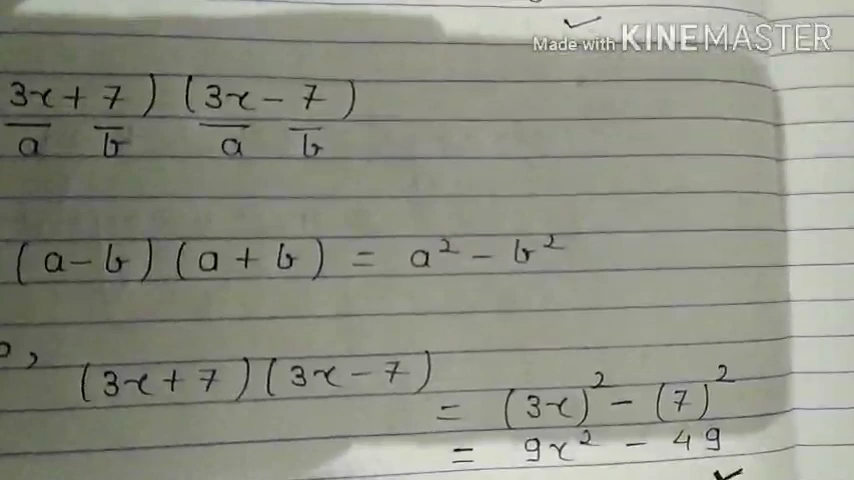 Made with KINEMASTER
3x + 7) (3x - 7)
a b a b
(a - b) (a + b) = a² - b²
, (3x + 7) (3x - 7)
= (3x)² - (7)²
= 9x² - 49